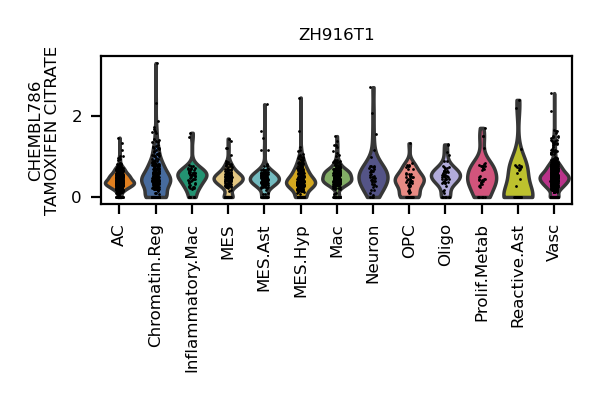 ZH916T1
CHEMBL786
TAMOXIFEN CITRATE
2
0
AC
Chromatin.Reg
Inflammatory.Mac
MES
MES.Ast
MES.Hyp
Mac
Neuron
OPC
Oligo
Prolif.Metab
Reactive.Ast
Vasc